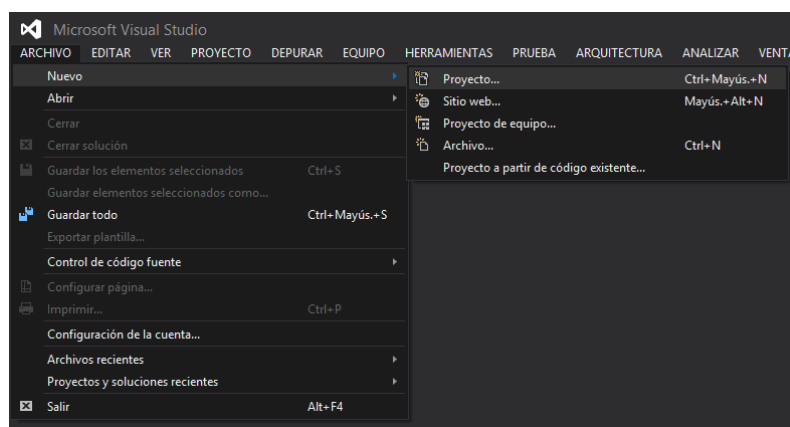 Microsoft Visual Studio
ARCHIVO EDITAR VER PROYECTO DEPURAR EQUIPO HERRAMIENTAS PRUEBA ARQUITECTURA ANALIZAR VENTA
Nuevo
Abrir
Cerrar
Cerrar solución
Guardar los elementos seleccionados Ctrl+S
Guardar elementos seleccionados como...
Guardar todo Ctrl+Mayús.+S
Exportar plantilla...
Control de código fuente
Configurar página...
Imprimir... Ctrl+P
Configuración de la cuenta...
Archivos recientes
Proyectos y soluciones recientes
Salir Alt+F4
Proyecto... Ctrl+Mayús.+N
Sitio web... Mayús.+Alt+N
Proyecto de equipo...
Archivo... Ctrl+N
Proyecto a partir de código existente...